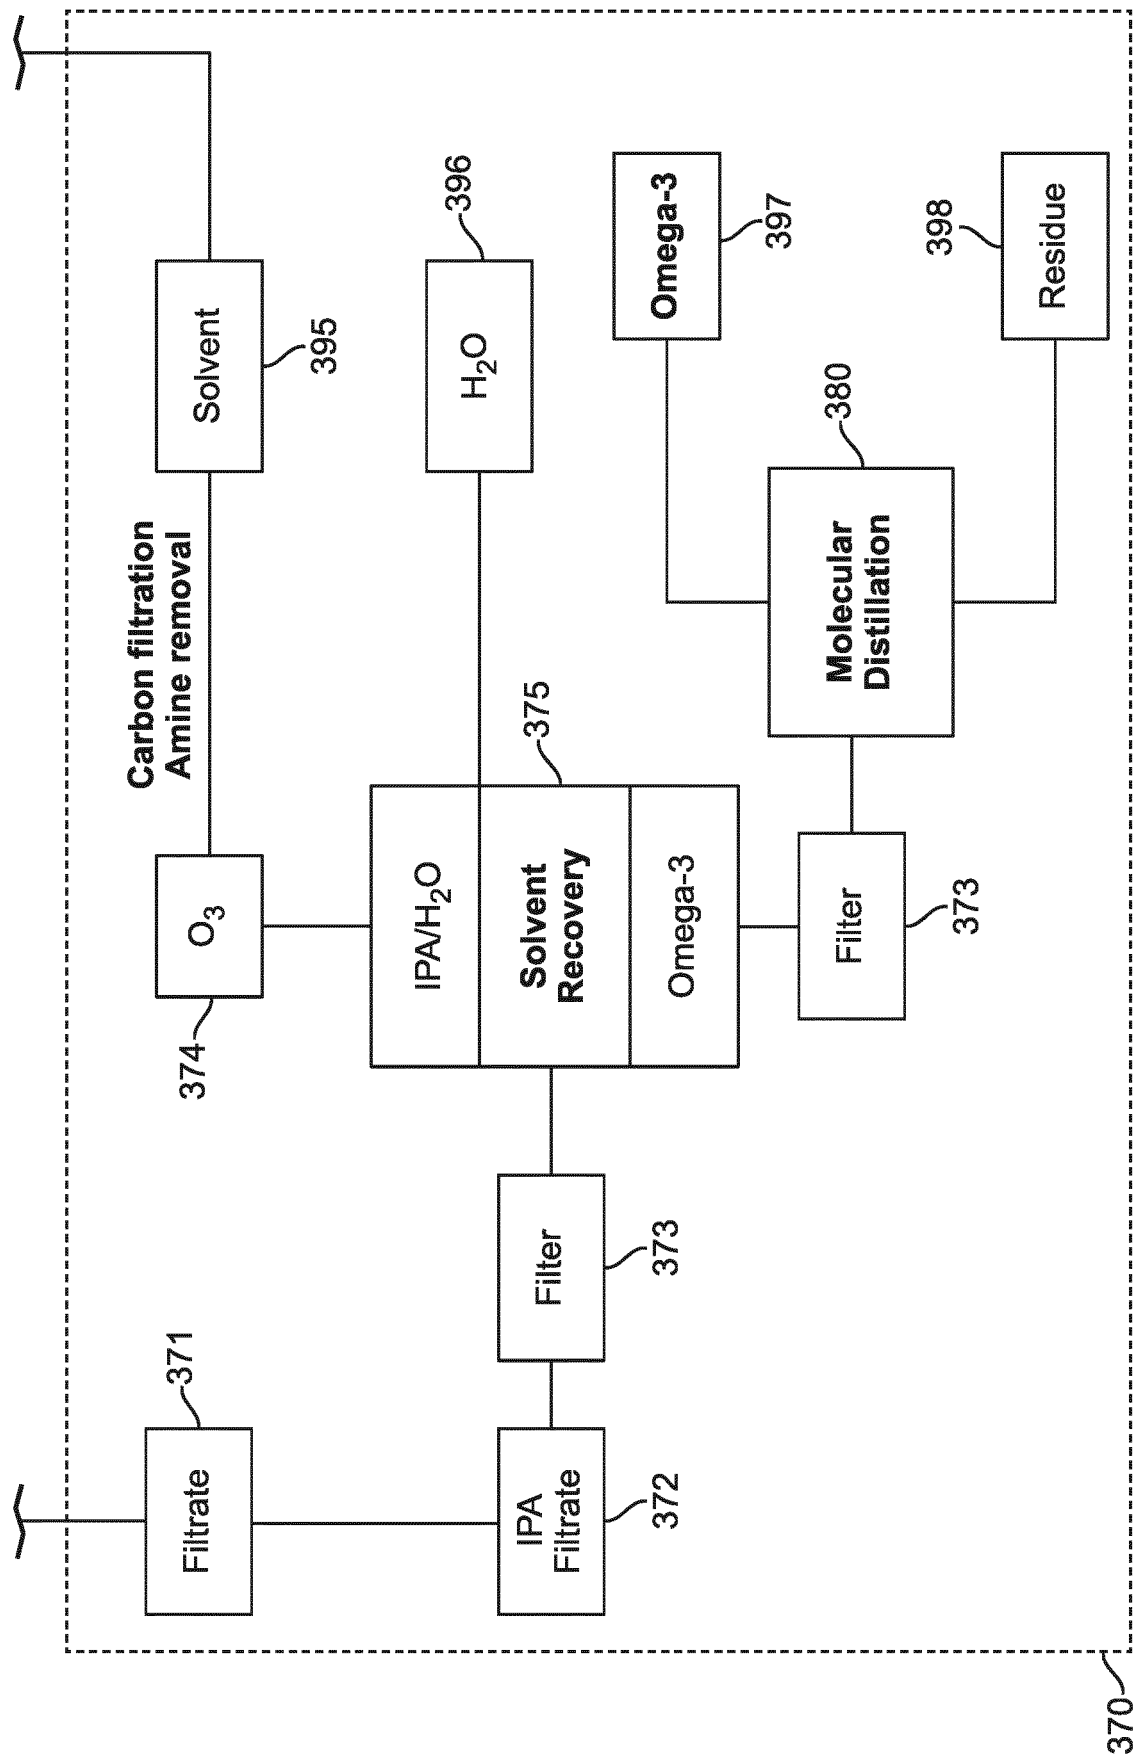 371
Filtrate
IPA
Filtrate
372
Filter
373
374
O3
Carbon filtration
Amine removal
Solvent
395
IPA/H2O
Solvent
Recovery
Omega-3
375
H2O
396
Filter
373
Molecular
Distillation
380
Omega-3
397
Residue
398
370